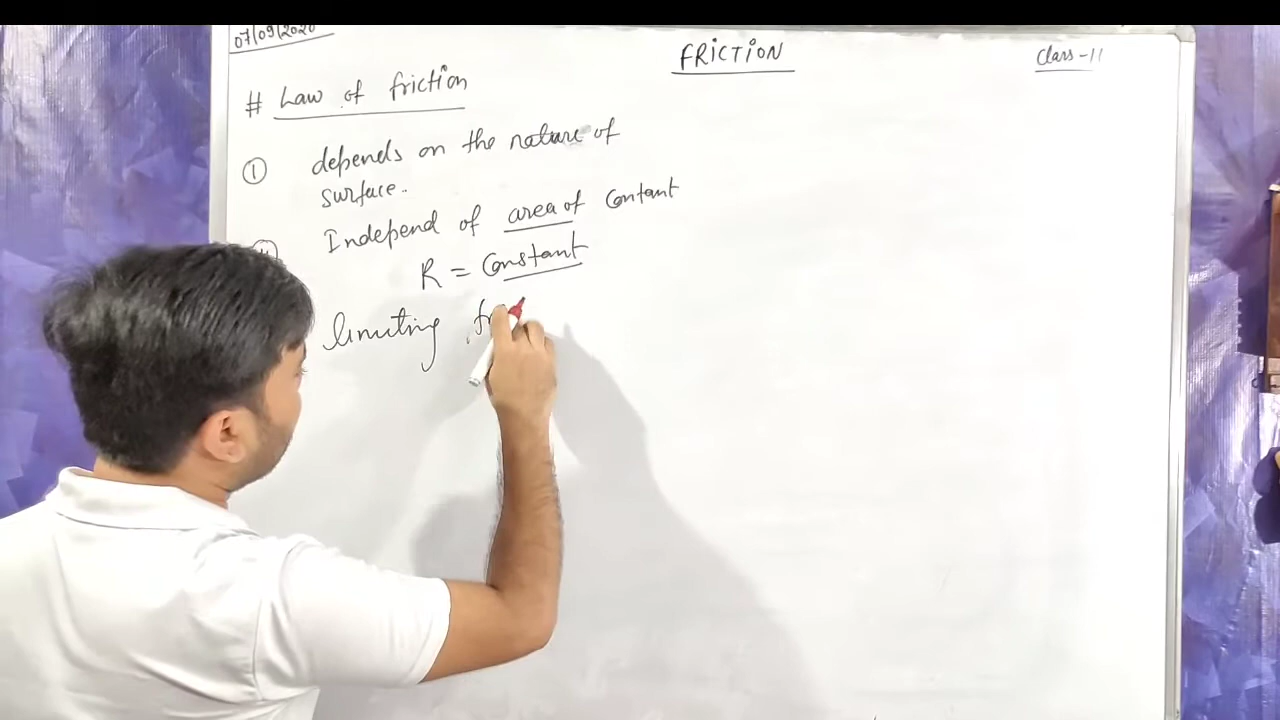 07/09/2020
FRICTION
Class-11
# Law of friction
① depends on the nature of
surface..
Independ of area of Contant
R = Constant
limiting fr